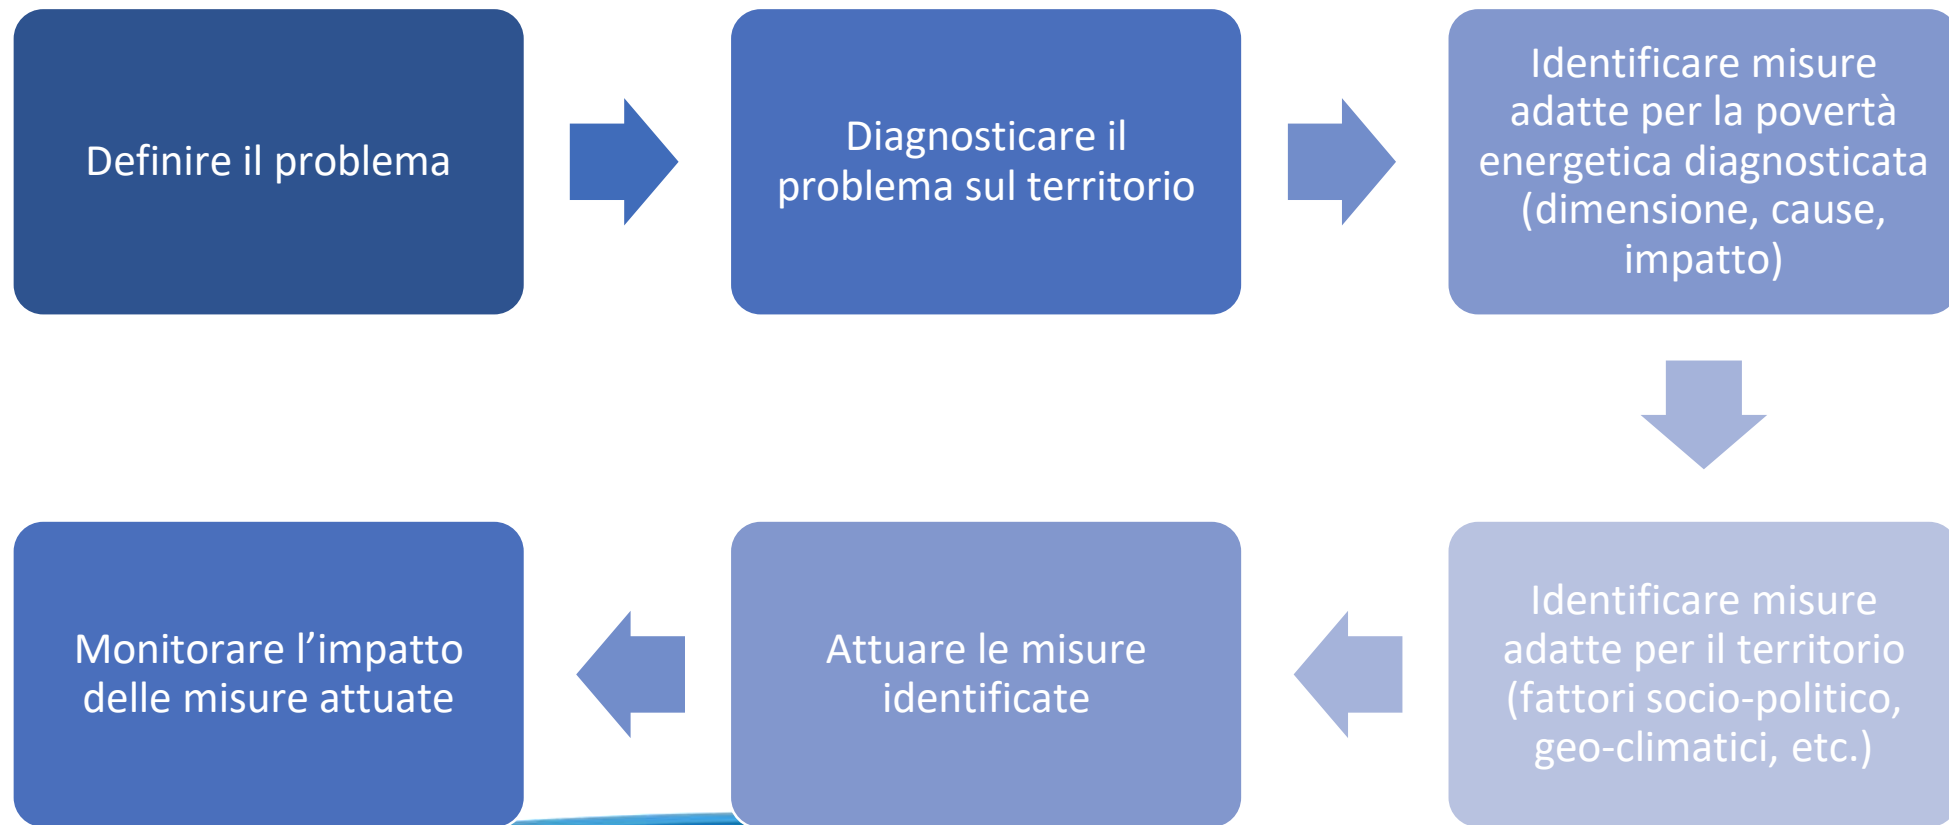 Definire il problema
Diagnosticare il
problema sul territorio
Identificare misure
adatte per la povertà
energetica diagnosticata
(dimensione, cause,
impatto)
Identificare misure
adatte per il territorio
(fattori socio-politico,
geo-climatici, etc.)
Attuare le misure
identificate
Monitorare l’impatto
delle misure attuate